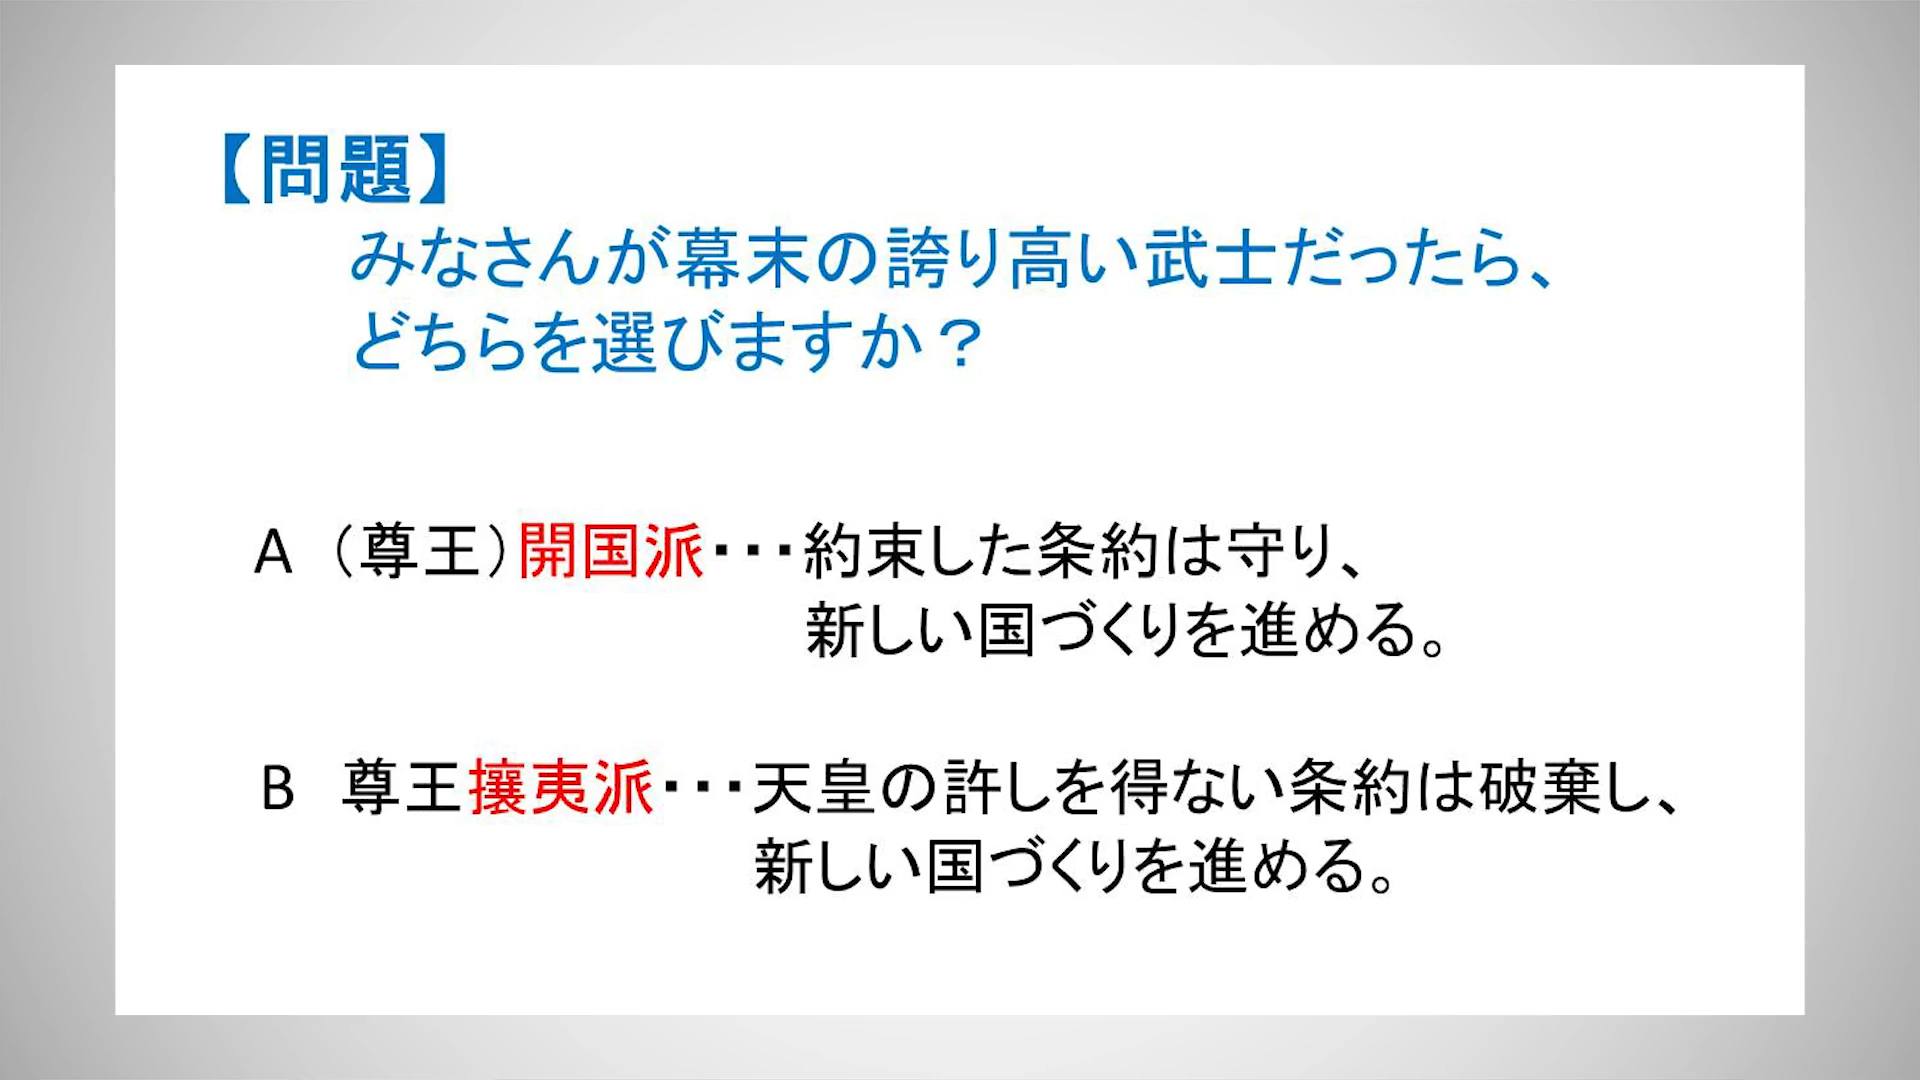 【問題】
みなさんが幕末の誇り高い武士だったら、
どちらを選びますか？
A （尊王）開国派・・・約束した条約は守り、
新しい国づくりを進める。
B 尊王攘夷派・・・天皇の許しを得ない条約は破棄し、
新しい国づくりを進める。